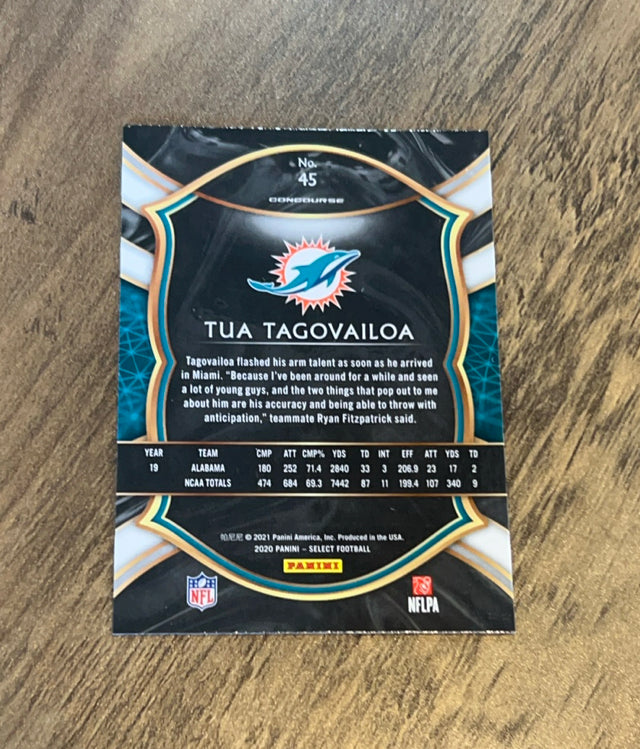 No.
45
CONCOURSE
TUA TAGOVAILOA
Tagovailoa flashed his arm talent as soon as he arrived
in Miami. "Because I've been around for a while and seen
a lot of young guys, and the two things that pop out to me
about him are his accuracy and being able to throw with
anticipation," teammate Ryan Fitzpatrick said.
YEAR TEAM CMP ATT CMP% YDS TD INT EFF ATT YDS TD
19 ALABAMA 180 252 71.4 2840 33 3 206.9 23 17 2
NCAA TOTALS 474 684 69.3 7442 87 11 199.4 107 340 9
帕尼尼 © 2021 Panini America, Inc. Produced in the USA.
2020 PANINI – SELECT FOOTBALL
PANINI
NFL
NFLPA